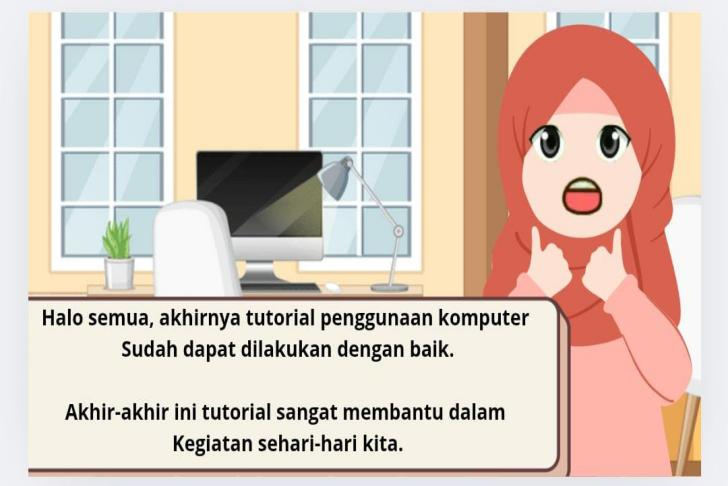 Halo semua, akhirnya tutorial penggunaan komputer
Sudah dapat dilakukan dengan baik.
Akhir-akhir ini tutorial sangat membantu dalam
Kegiatan sehari-hari kita.